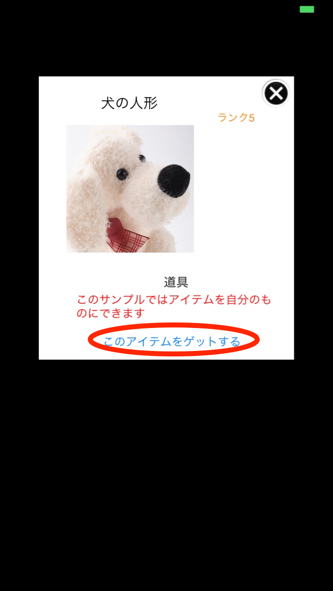 犬の人形
ランク5
道具
このサンプルではアイテムを自分のも
のにできます
このアイテムをゲットする